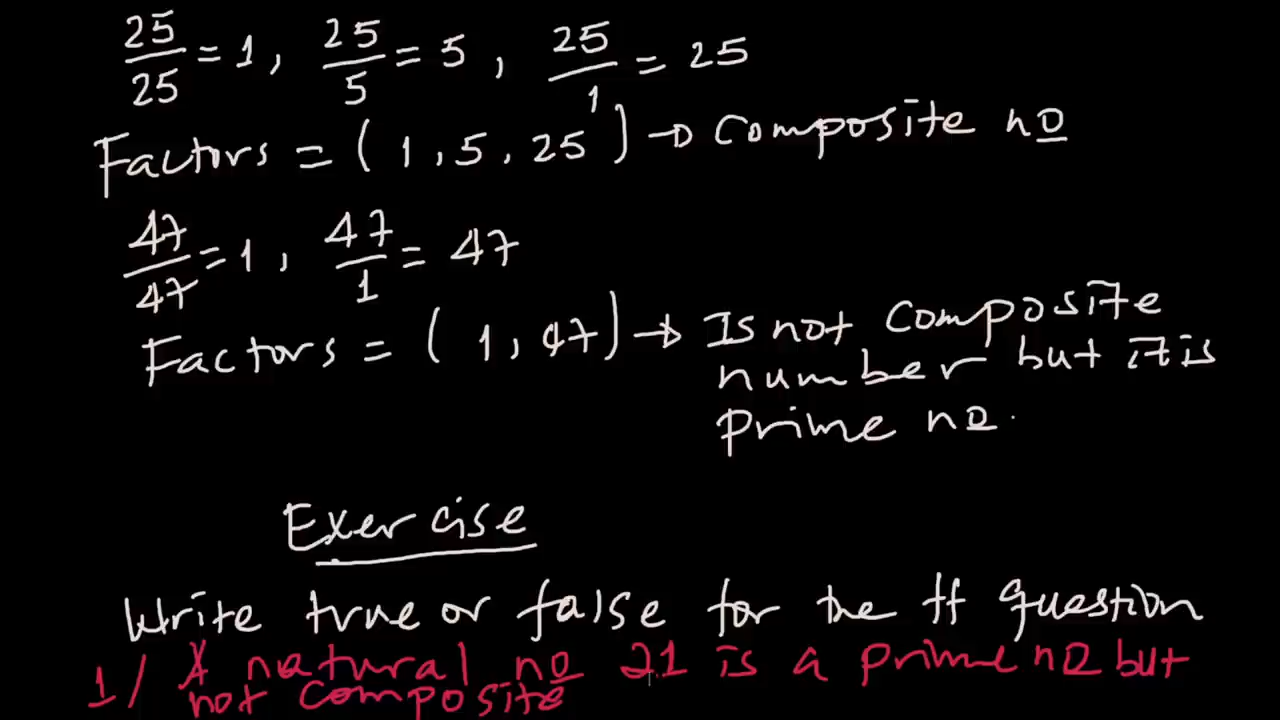 25/25 = 1, 25/5 = 5, 25/1 = 25
Factors = (1, 5, 25) → Composite no
47/47 = 1, 47/1 = 47
Factors = (1, 47) → Is not composite
number but it is
prime no.
Exercise
Write true or false for the ff question
1/ A natural no 21 is a prime no but
not composite